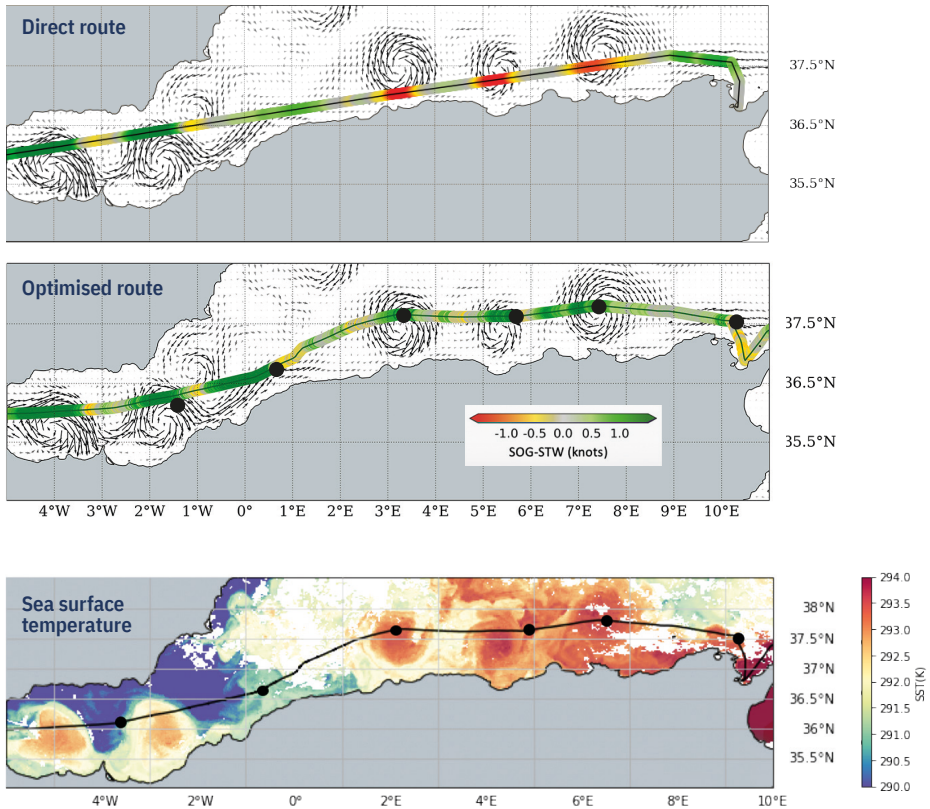 Direct route
37.5°N
36.5°N
35.5°N
Optimised route
37.5°N
36.5°N
35.5°N
-1.0 -0.5 0.0 0.5 1.0
SOG-STW (knots)
4°W 3°W 2°W 1°W 0° 1°E 2°E 3°E 4°E 5°E 6°E 7°E 8°E 9°E 10°E
Sea surface
temperature
38°N
37.5°N
37°N
36.5°N
36°N
35.5°N
4°W 2°W 0° 2°E 4°E 6°E 8°E 10°E
294.0
293.5
293.0
292.5
292.0
291.5
291.0
290.5
290.0
SST(K)